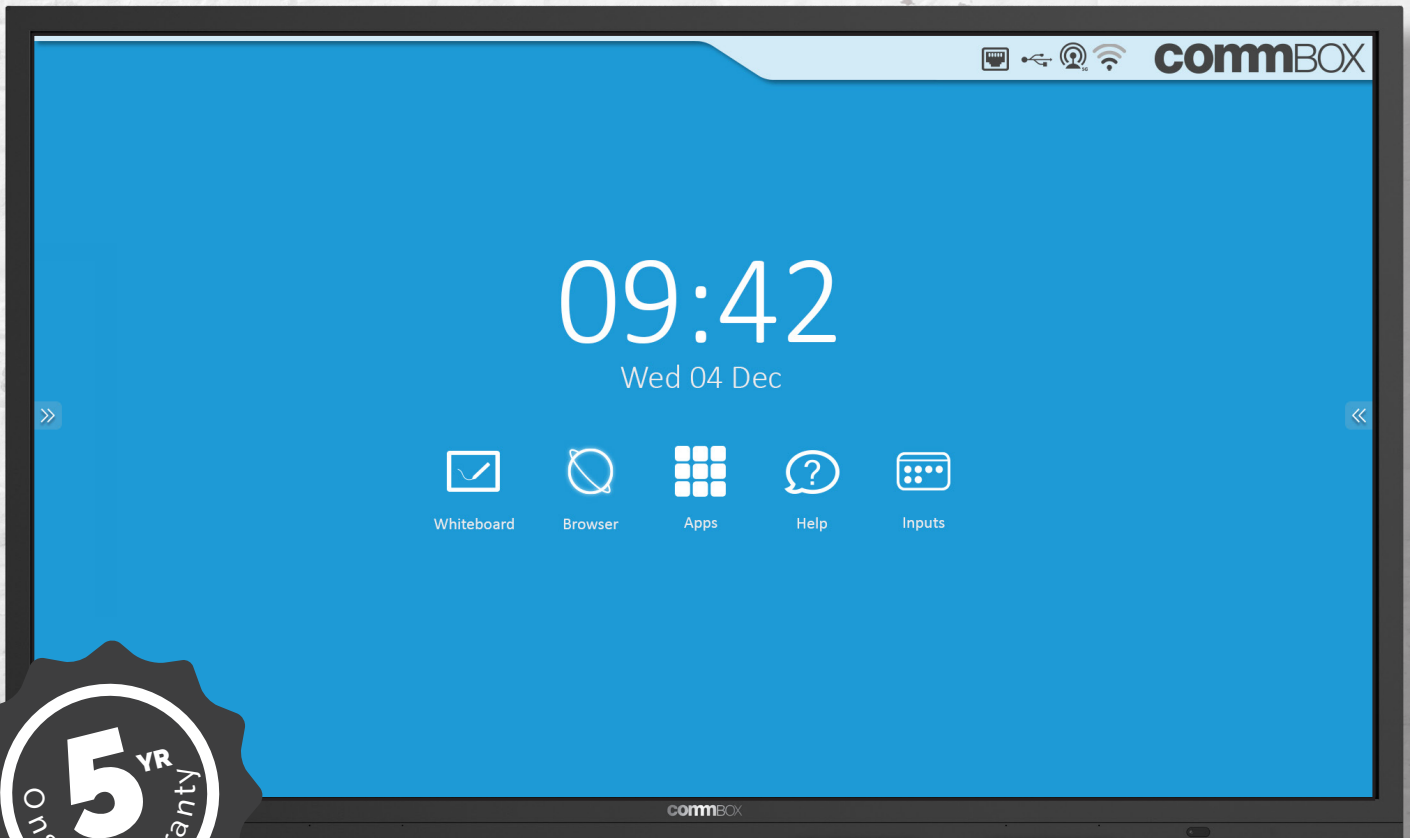 commBOX
09:42
Wed 04 Dec
Whiteboard
Browser
Apps
Help
Inputs
5 YR
commBOX